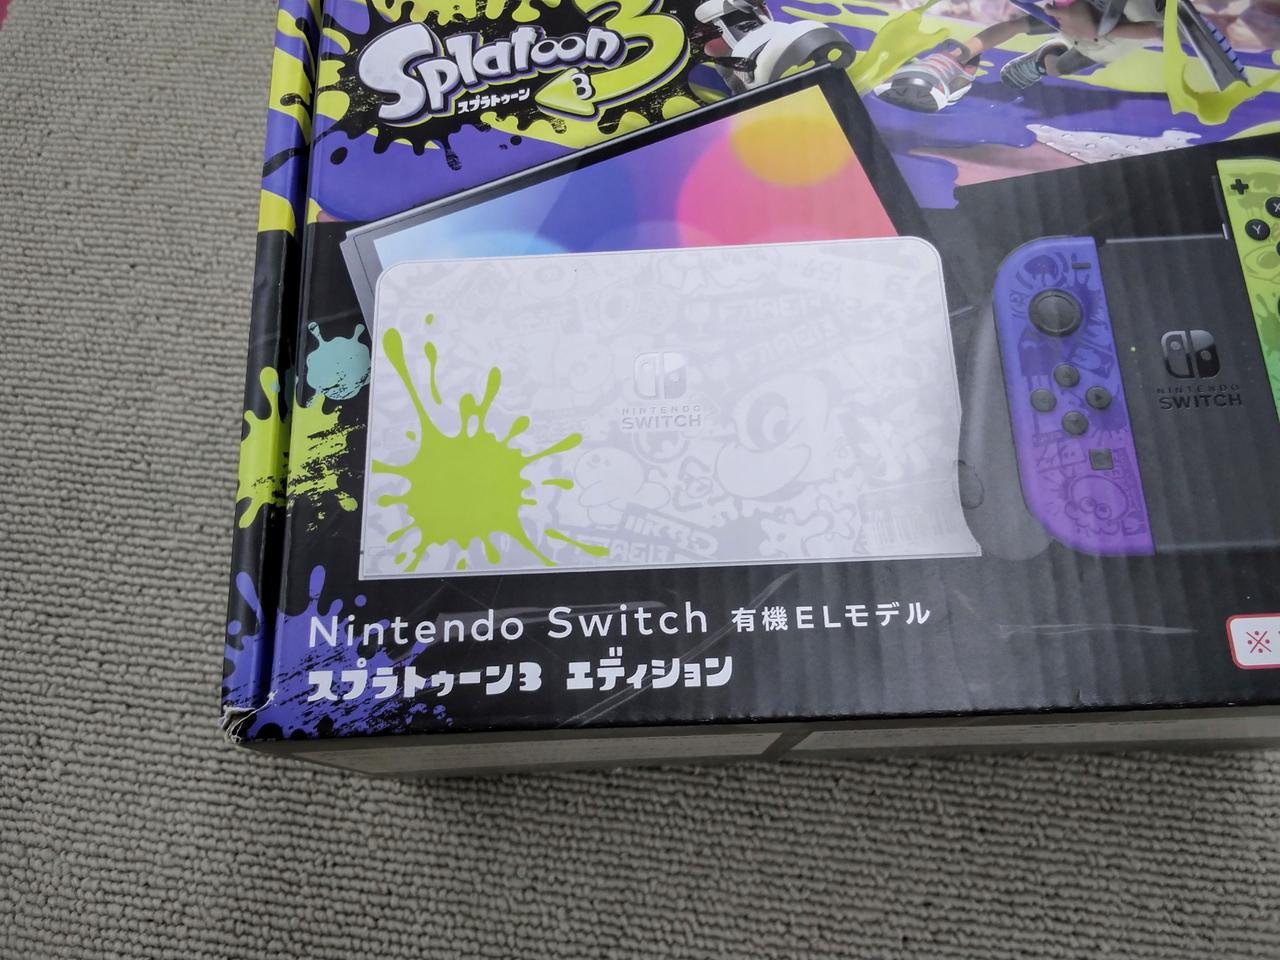 Splatoon 3
スプラトゥーン 3
NINTENDO
SWITCH
Y
X
NINTENDO
SWITCH
Nintendo Switch 有機ELモデル
スプラトゥーン3 エディション
※